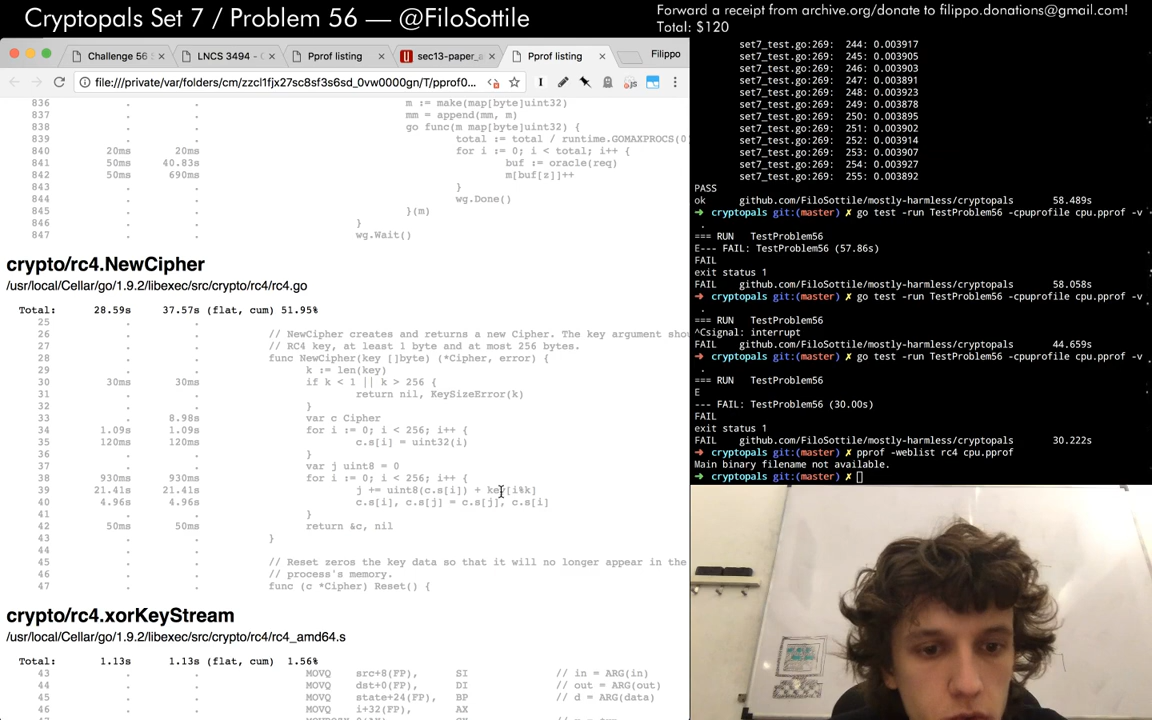 Cryptopals Set 7 / Problem 56 — @FiloSottile
Forward a receipt from archive.org/donate to filippo.donations@gmail.com!
Total: $120
Challenge 56
LNCS 3494 -
Pprof listing
sec13-paper_a
Pprof listing
Filippo
file:///private/var/folders/cm/zzcl1fjx27sc8sf3s6sd_0vw0000gn/T/pprof0...
836 . . m := make(map[byte]uint32)
837 . . mm = append(mm, m)
838 . . go func(m map[byte]uint32) {
839 . . total := total / runtime.GOMAXPROCS(0
840 20ms 20ms for i := 0; i < total; i++ {
841 50ms 40.83s buf := oracle(req)
842 50ms 690ms m[buf[z]]++
843 . . }
844 . . wg.Done()
845 . . }(m)
846 . . }
847 . . wg.Wait()
crypto/rc4.NewCipher
/usr/local/Cellar/go/1.9.2/libexec/src/crypto/rc4/rc4.go
Total: 28.59s 37.57s (flat, cum) 51.95%
25 . .
26 . . // NewCipher creates and returns a new Cipher. The key argument shou
27 . . // RC4 key, at least 1 byte and at most 256 bytes.
28 . . func NewCipher(key []byte) (*Cipher, error) {
29 . . k := len(key)
30 30ms 30ms if k < 1 || k > 256 {
31 . . return nil, KeySizeError(k)
32 . . }
33 . 8.98s var c Cipher
34 1.09s 1.09s for i := 0; i < 256; i++ {
35 120ms 120ms c.s[i] = uint32(i)
36 . . }
37 . . var j uint8 = 0
38 930ms 930ms for i := 0; i < 256; i++ {
39 21.41s 21.41s j += uint8(c.s[i]) + key[i%k]
40 4.96s 4.96s c.s[i], c.s[j] = c.s[j], c.s[i]
41 . . }
42 50ms 50ms return &c, nil
43 . . }
44 . .
45 . . // Reset zeros the key data so that it will no longer appear in the
46 . . // process's memory.
47 . . func (c *Cipher) Reset() {
crypto/rc4.xorKeyStream
/usr/local/Cellar/go/1.9.2/libexec/src/crypto/rc4/rc4_amd64.s
Total: 1.13s 1.13s (flat, cum) 1.56%
43 . . MOVQ src+8(FP), SI // in = ARG(in)
44 . . MOVQ dst+0(FP), DI // out = ARG(out)
45 . . MOVQ state+24(FP), BP // d = ARG(data)
46 . . MOVQ i+32(FP), AX
set7_test.go:269: 244: 0.003917
set7_test.go:269: 245: 0.003905
set7_test.go:269: 246: 0.003903
set7_test.go:269: 247: 0.003891
set7_test.go:269: 248: 0.003923
set7_test.go:269: 249: 0.003878
set7_test.go:269: 250: 0.003895
set7_test.go:269: 251: 0.003902
set7_test.go:269: 252: 0.003914
set7_test.go:269: 253: 0.003907
set7_test.go:269: 254: 0.003927
set7_test.go:269: 255: 0.003892
PASS
ok github.com/FiloSottile/mostly-harmless/cryptopals 58.489s
➜ cryptopals git:(master) ✗ go test -run TestProblem56 -cpuprofile cpu.pprof -v
.
=== RUN TestProblem56
E--- FAIL: TestProblem56 (57.86s)
FAIL
exit status 1
FAIL github.com/FiloSottile/mostly-harmless/cryptopals 58.058s
➜ cryptopals git:(master) ✗ go test -run TestProblem56 -cpuprofile cpu.pprof -v
.
=== RUN TestProblem56
^Csignal: interrupt
FAIL github.com/FiloSottile/mostly-harmless/cryptopals 44.659s
➜ cryptopals git:(master) ✗ go test -run TestProblem56 -cpuprofile cpu.pprof -v
.
=== RUN TestProblem56
E
--- FAIL: TestProblem56 (30.00s)
FAIL
exit status 1
FAIL github.com/FiloSottile/mostly-harmless/cryptopals 30.222s
➜ cryptopals git:(master) ✗ pprof -weblist rc4 cpu.pprof
Main binary filename not available.
➜ cryptopals git:(master) ✗